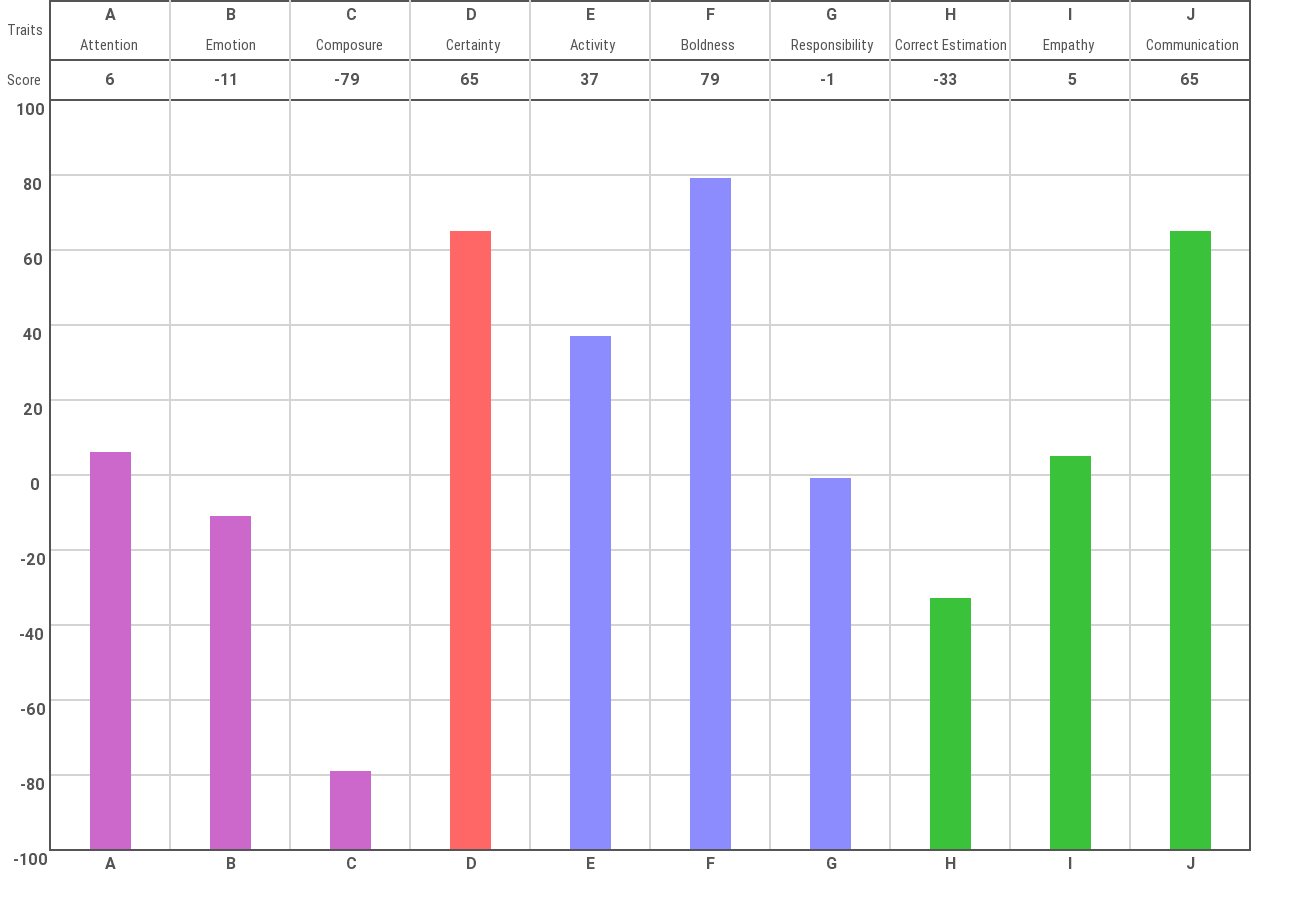 A B C D E F G H I J
Traits
Attention Emotion Composure Certainty Activity Boldness Responsibility Correct Estimation Empathy Communication
Score 6 -11 -79 65 37 79 -1 -33 5 65
100
80
60
40
20
0
-20
-40
-60
-80
-100
A B C D E F G H I J